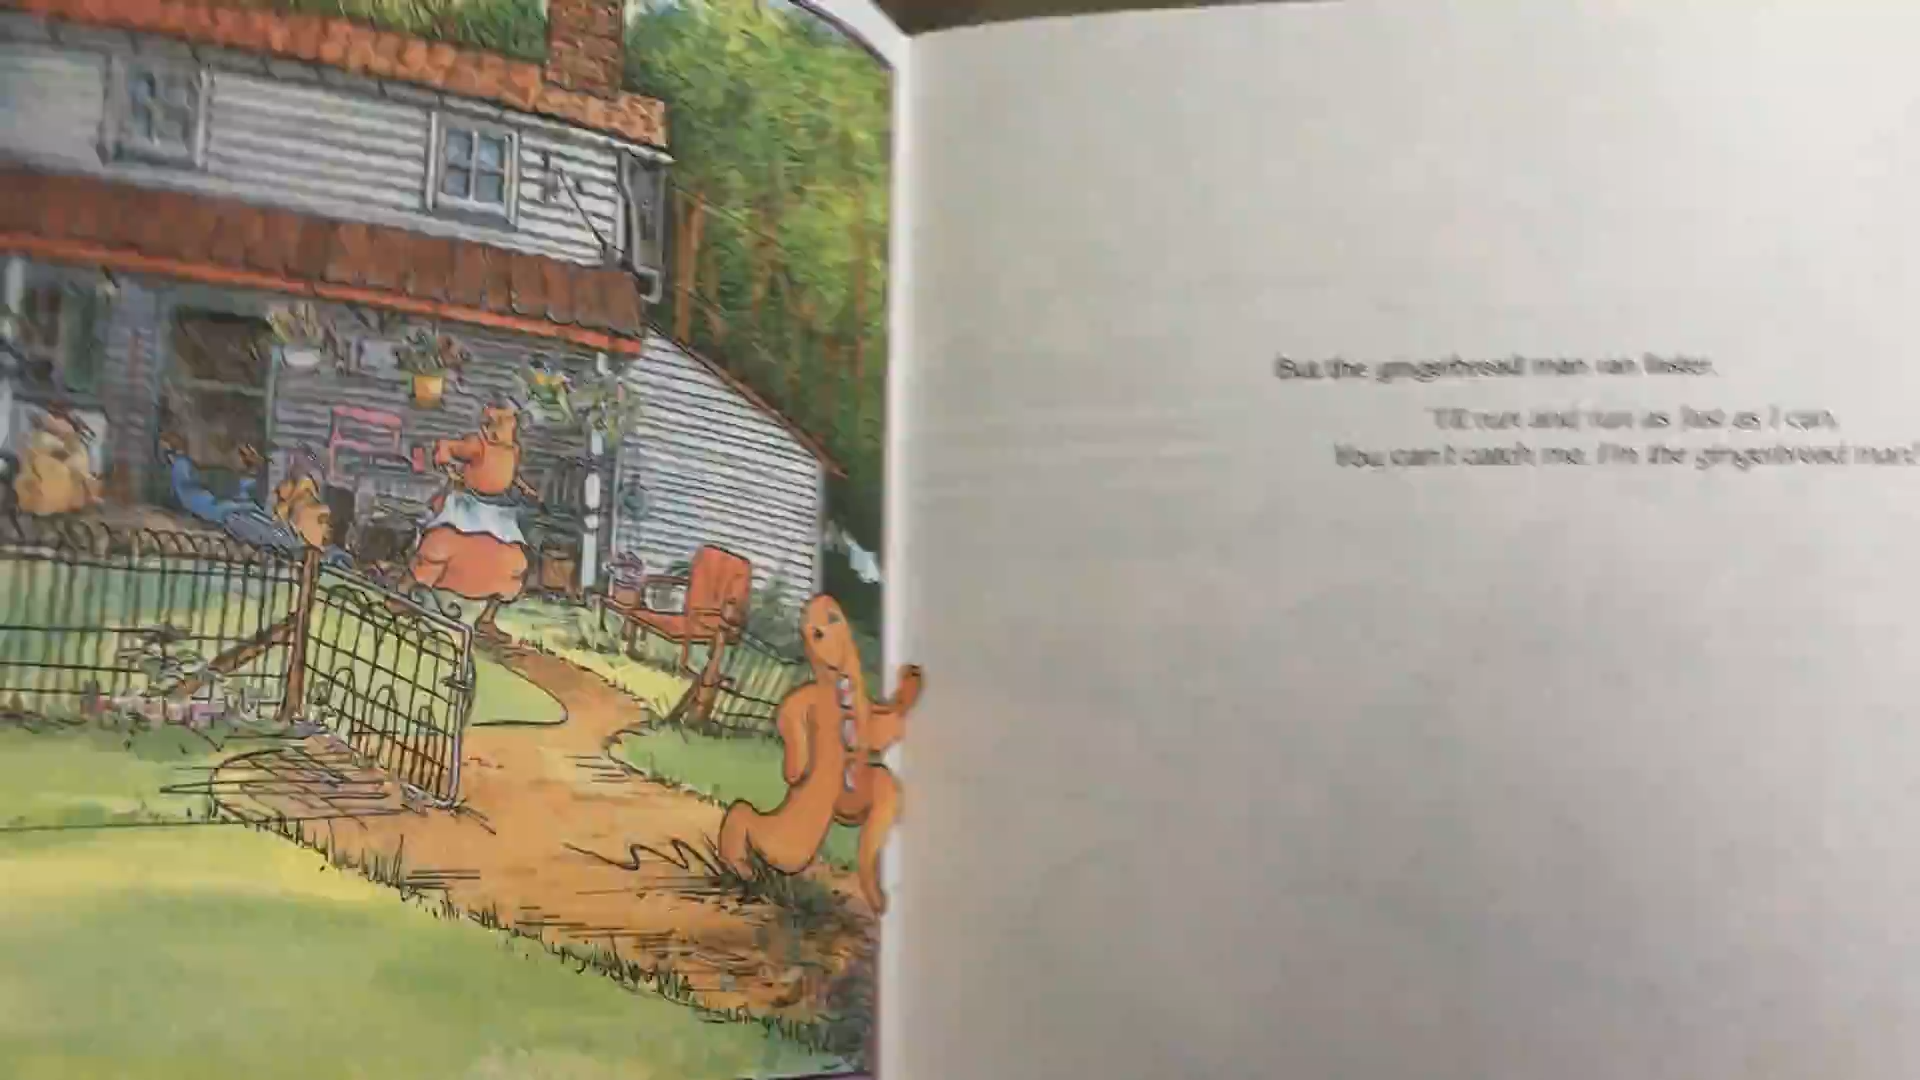 But the gingerbread man ran faster.
"I'll run and run as fast as I can.
You can't catch me. I'm the gingerbread man!